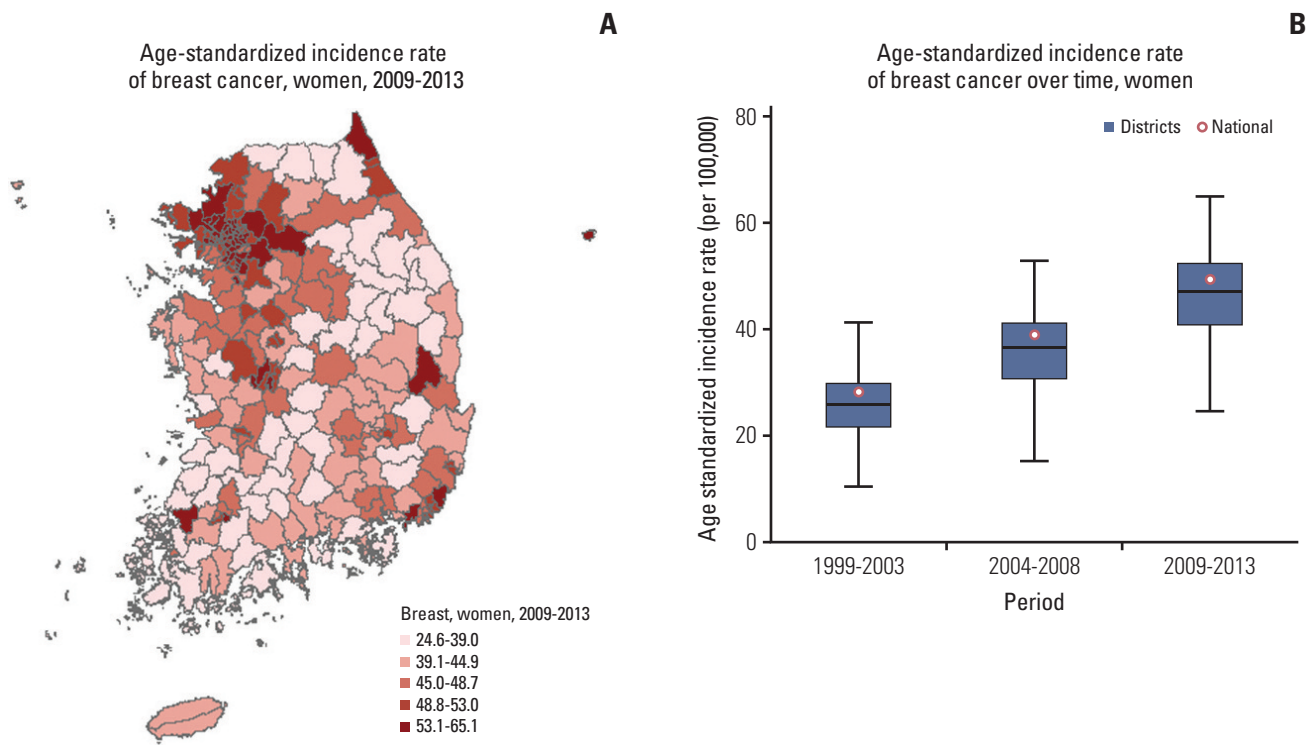 A
Age-standardized incidence rate
of breast cancer, women, 2009-2013
Breast, women, 2009-2013
24.6-39.0
39.1-44.9
45.0-48.7
48.8-53.0
53.1-65.1
B
Age-standardized incidence rate
of breast cancer over time, women
Age standardized incidence rate (per 100,000)
80
60
40
20
0
Districts National
1999-2003 2004-2008 2009-2013
Period